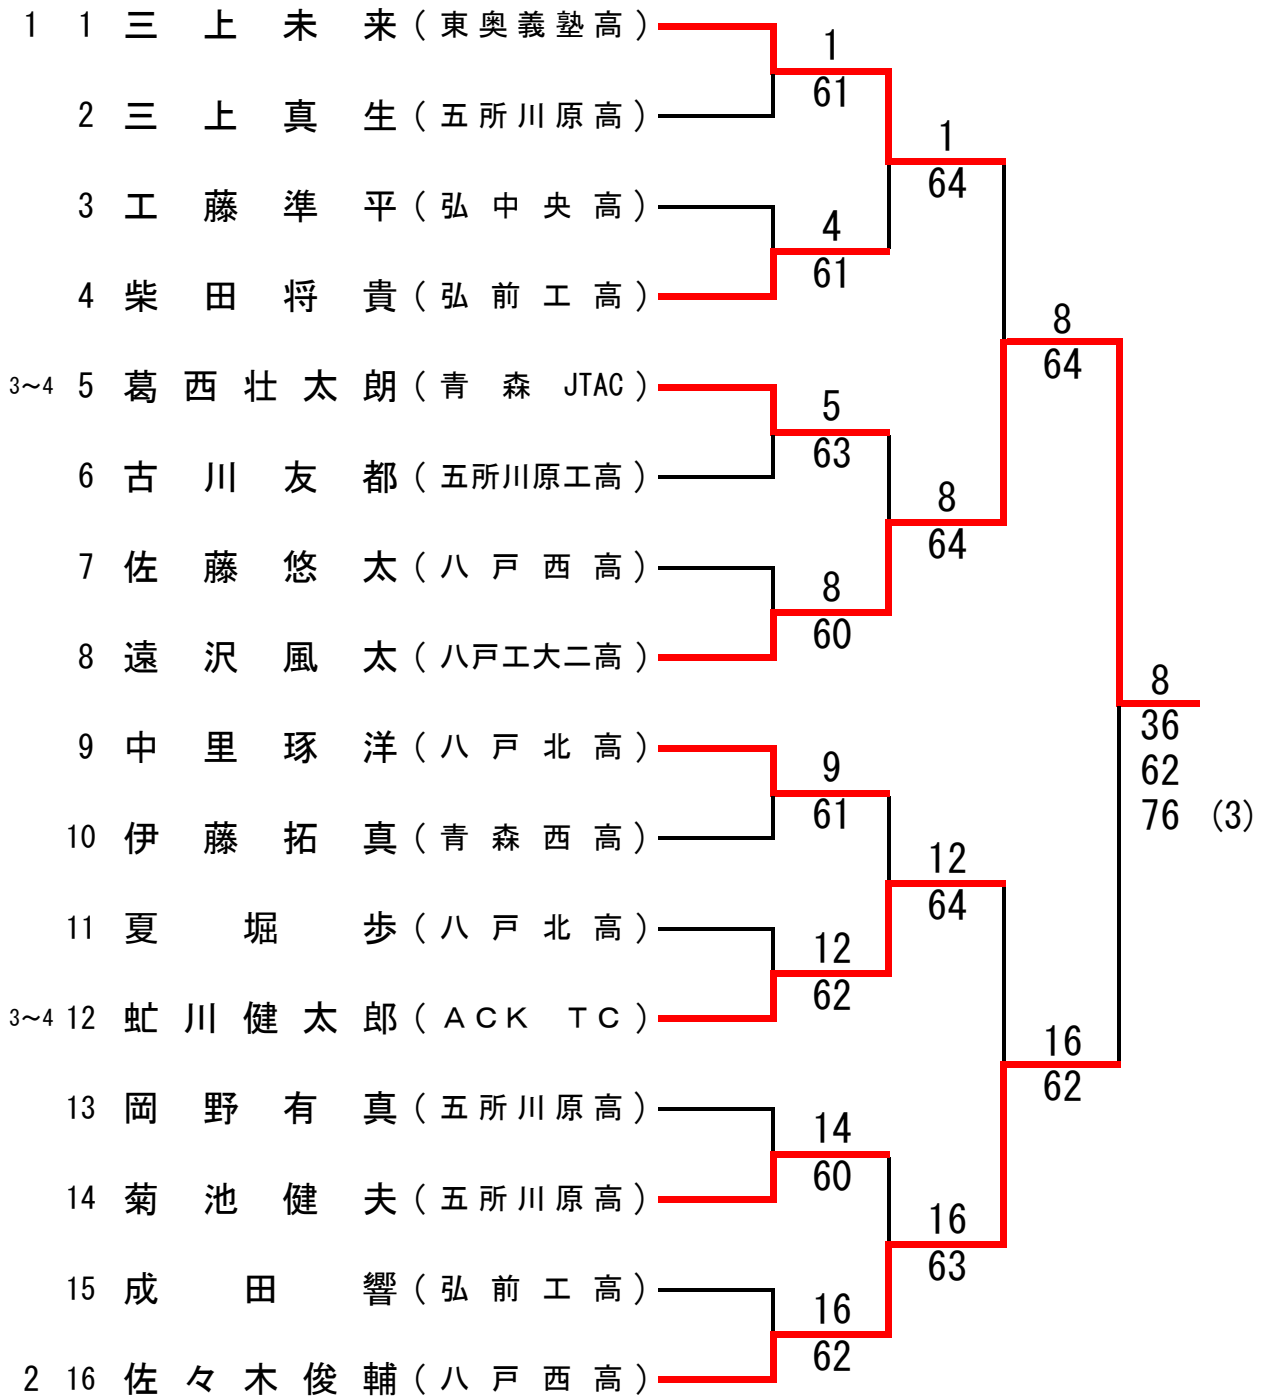 1 1 三上未来(東奥義塾高)
2 三上真生(五所川原高)
3 工藤準平(弘中央高)
4 柴田将貴(弘前工高)
3~4 5 葛西壮太朗(青森 JTAC)
6 古川友都(五所川原工高)
7 佐藤悠太(八戸西高)
8 遠沢風太(八戸工大二高)
9 中里琢洋(八戸北高)
10 伊藤拓真(青森西高)
11 夏堀歩(八戸北高)
3~4 12 虻川健太郎(ACK TC)
13 岡野有真(五所川原高)
14 菊池健夫(五所川原高)
15 成田響(弘前工高)
2 16 佐々木俊輔(八戸西高)
1
61
4
61
5
63
8
60
9
61
12
62
14
60
16
62
1
64
8
64
12
64
16
63
8
64
16
62
8
36
62
76 (3)